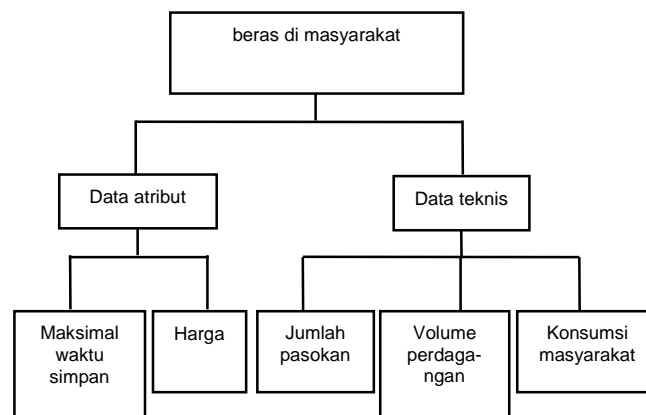 beras di masyarakat
Data atribut
Data teknis
Maksimal
waktu
simpan
Harga
Jumlah
pasokan
Volume
perdaga-
ngan
Konsumsi
masyarakat